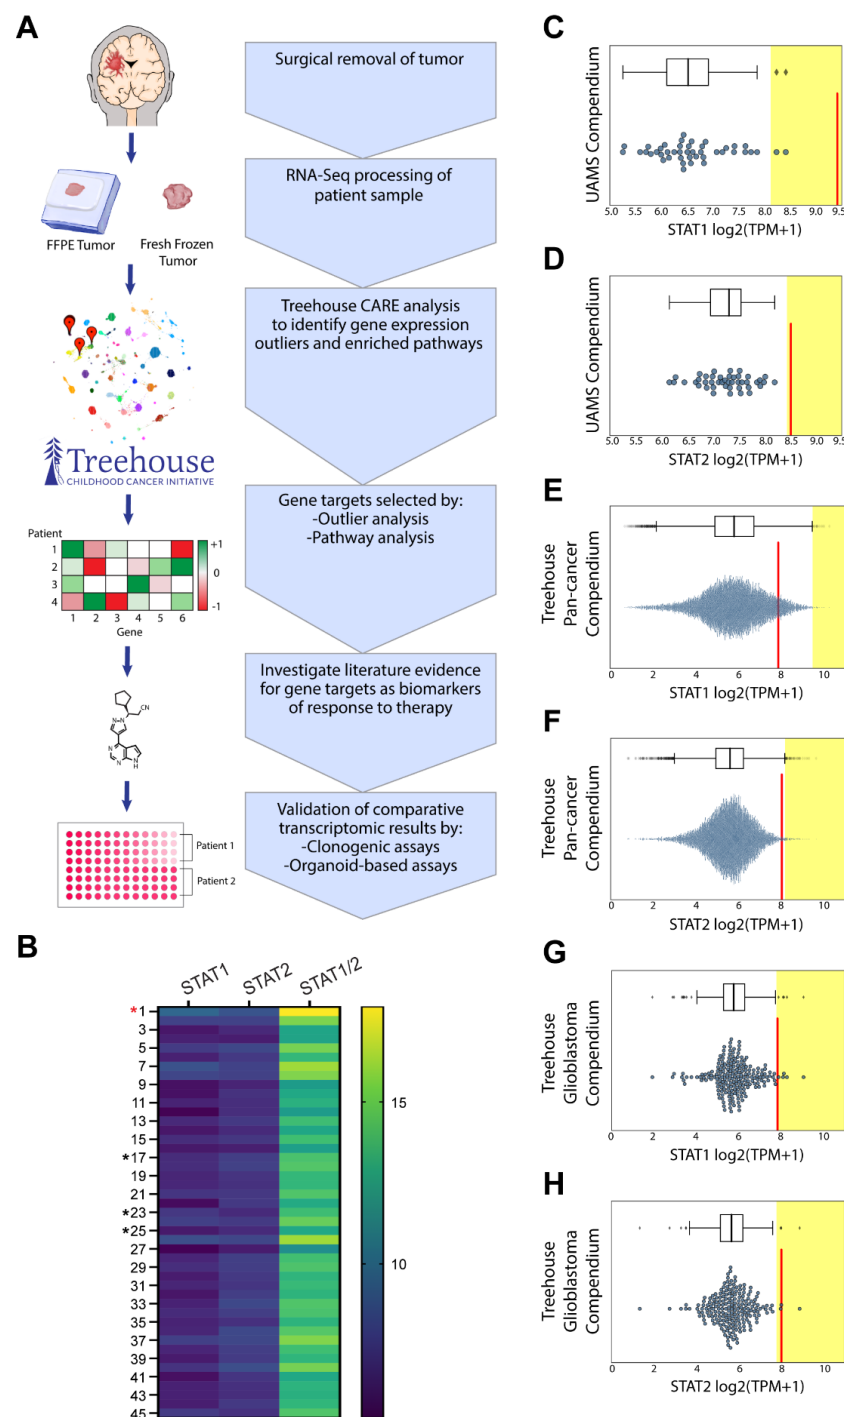 A
Surgical removal of tumor
RNA-Seq processing of
patient sample
FFPE Tumor
Fresh Frozen
Tumor
Treehouse CARE analysis
to identify gene expression
outliers and enriched pathways
Treehouse
CHILDHOOD CANCER INITIATIVE
Gene targets selected by:
-Outlier analysis
-Pathway analysis
Patient
1
2
3
4
1 2 3 4 5 6
Gene
+1
0
-1
Investigate literature evidence
for gene targets as biomarkers
of response to therapy
CN
N
N
N
N
N
H
Validation of comparative
transcriptomic results by:
-Clonogenic assays
-Organoid-based assays
Patient 1
Patient 2
B
STAT1 STAT2 STAT1/2
*1
3
5
7
9
11
13
15
*17
19
21
*23
*25
27
29
31
33
35
37
39
41
43
45
15
10
C
UAMS Compendium
5.0 5.5 6.0 6.5 7.0 7.5 8.0 8.5 9.0 9.5
STAT1 log2(TPM+1)
D
UAMS Compendium
5.0 5.5 6.0 6.5 7.0 7.5 8.0 8.5 9.0 9.5
STAT2 log2(TPM+1)
E
Treehouse
Pan-cancer
Compendium
0 2 4 6 8 10
STAT1 log2(TPM+1)
F
Treehouse
Pan-cancer
Compendium
0 2 4 6 8 10
STAT2 log2(TPM+1)
G
Treehouse
Glioblastoma
Compendium
0 2 4 6 8 10
STAT1 log2(TPM+1)
H
Treehouse
Glioblastoma
Compendium
0 2 4 6 8 10
STAT2 log2(TPM+1)